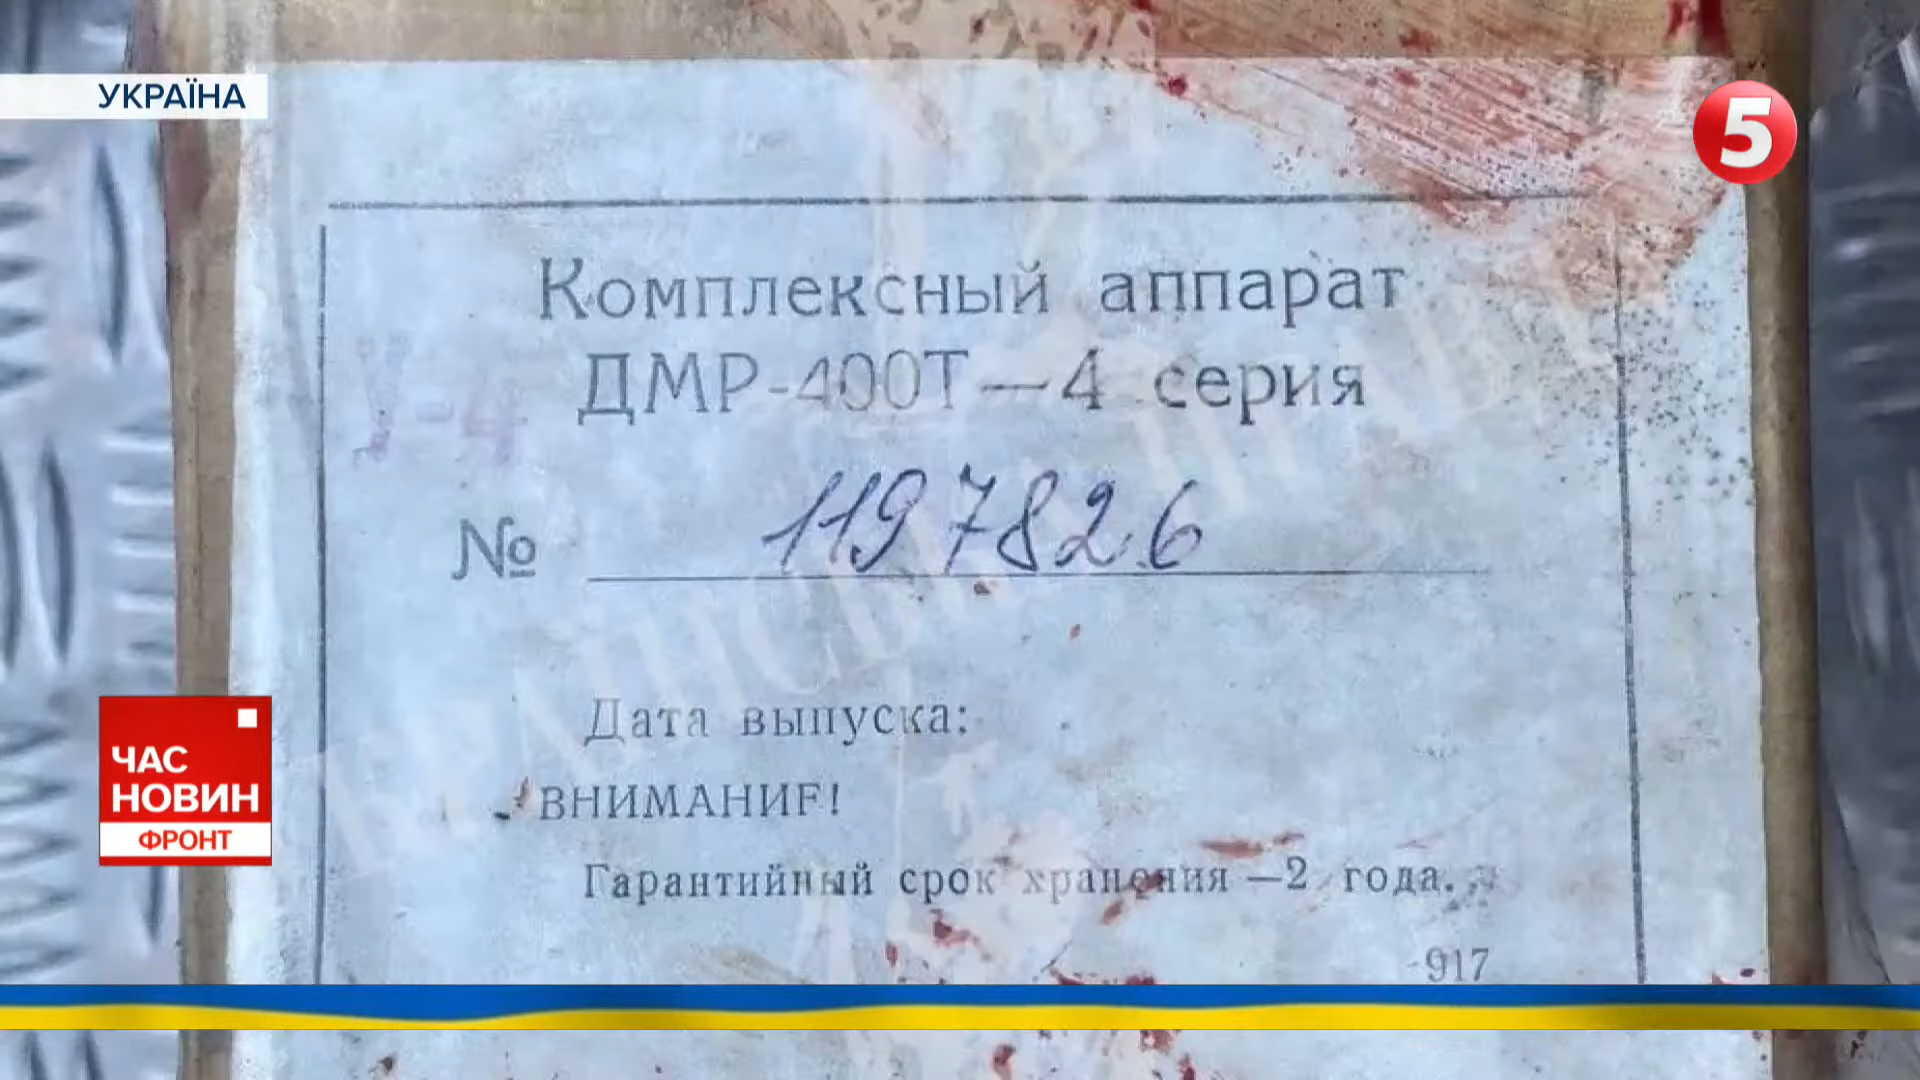 УКРАЇНА
5
Комплексный аппарат
ДМР-400Т—4 серия
У-4
№ 1197826
Дата выпуска:
ВНИМАНИЕ!
Гарантийный срок хранения —2 года.
917
ЧАС
НОВИН
ФРОНТ